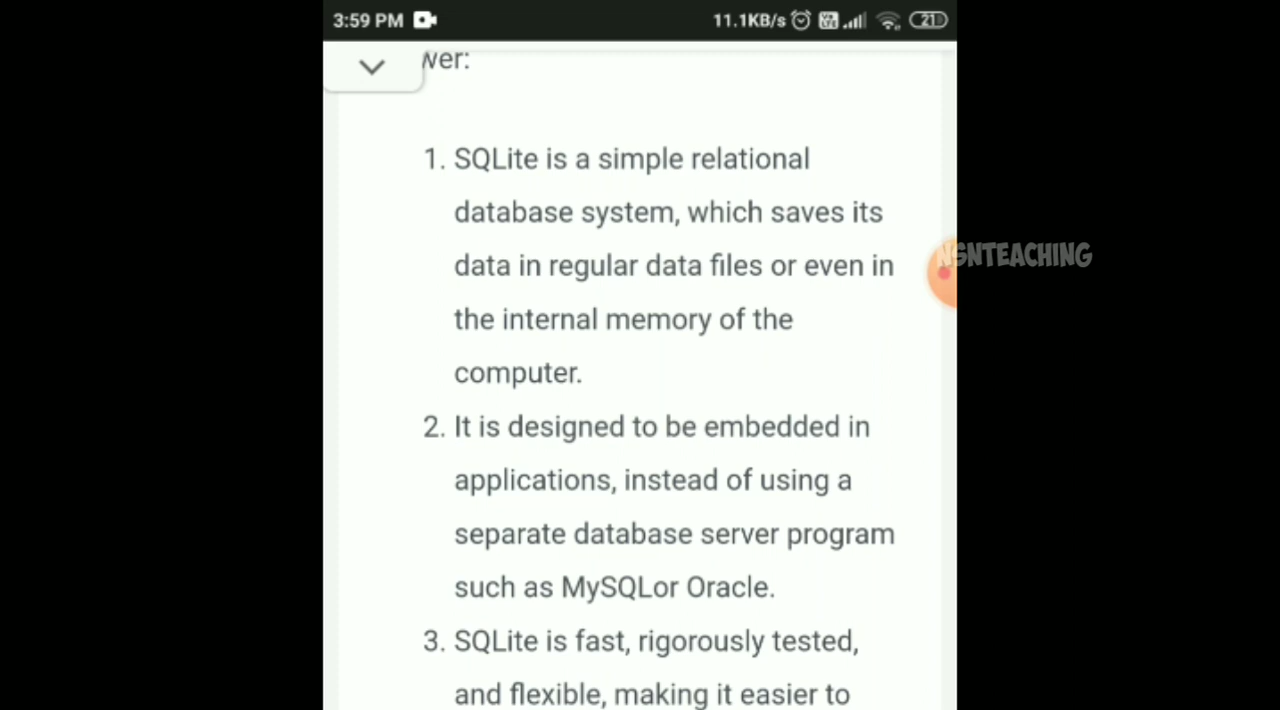 3:59 PM 11.1KB/s 21
wer:
1. SQLite is a simple relational
database system, which saves its
data in regular data files or even in
the internal memory of the
computer.
NSNTEACHING
2. It is designed to be embedded in
applications, instead of using a
separate database server program
such as MySQLor Oracle.
3. SQLite is fast, rigorously tested,
and flexible, making it easier to